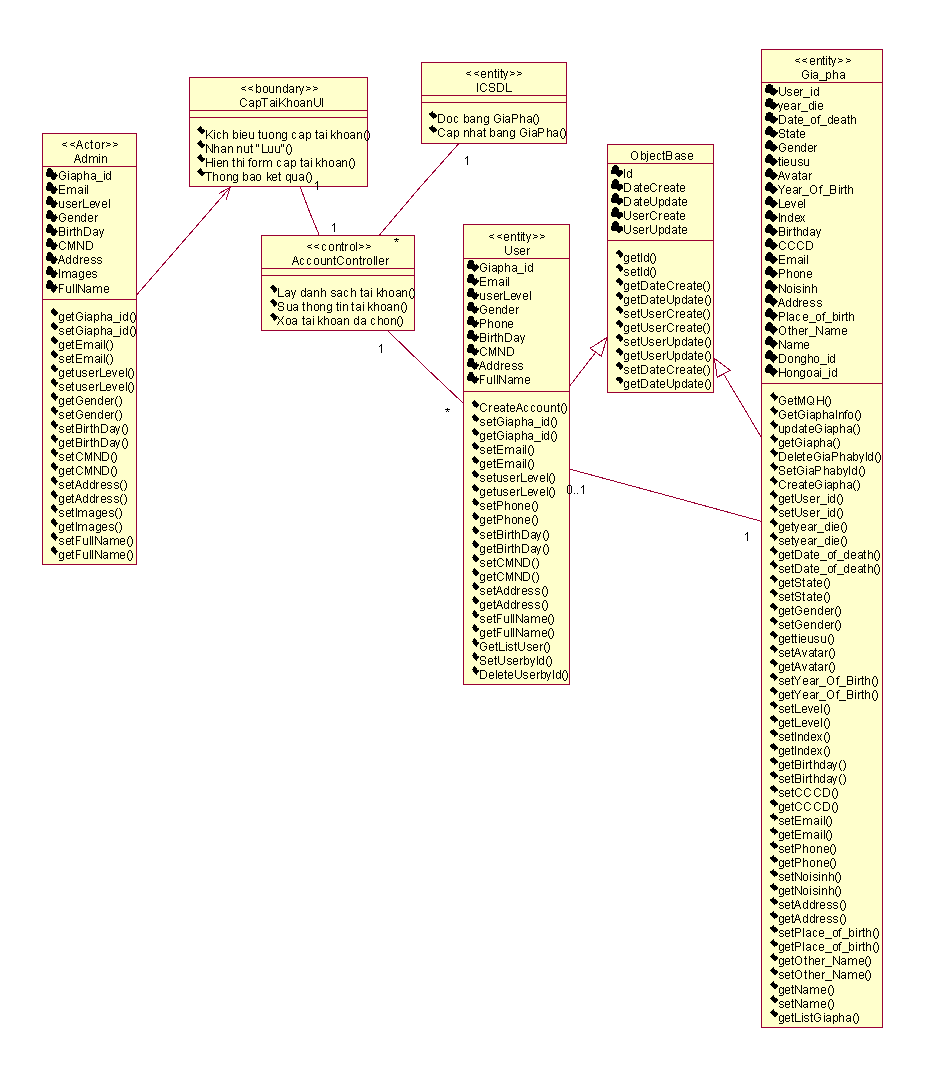 <<Actor>>
Admin
Giapha_id
Email
userLevel
Gender
BirthDay
CMND
Address
Images
FullName
getGiapha_id()
setGiapha_id()
getEmail()
setEmail()
getuserLevel()
setuserLevel()
getGender()
setGender()
setBirthDay()
getBirthDay()
setCMND()
getCMND()
setAddress()
getAddress()
setImages()
getImages()
setFullName()
getFullName()
<<boundary>>
CapTaiKhoanUI
Kich bieu tuong cap tai khoan()
Nhan nut "Luu"()
Hien thi form cap tai khoan()
Thong bao ket qua()
1
1
<<control>>
AccountController
Lay danh sach tai khoan()
Sua thong tin tai khoan()
Xoa tai khoan da chon()
*
1
<<entity>>
ICSDL
Doc bang GiaPha()
Cap nhat bang GiaPha()
1
*
<<entity>>
User
Giapha_id
Email
userLevel
Gender
Phone
BirthDay
CMND
Address
FullName
CreateAccount()
setGiapha_id()
getGiapha_id()
setEmail()
getEmail()
setuserLevel()
getuserLevel()
setPhone()
getPhone()
setBirthDay()
getBirthDay()
setCMND()
getCMND()
setAddress()
getAddress()
setFullName()
getFullName()
GetListUser()
SetUserbyId()
DeleteUserbyId()
0..1
1
ObjectBase
Id
DateCreate
DateUpdate
UserCreate
UserUpdate
getId()
setId()
getDateCreate()
getDateUpdate()
setUserCreate()
getUserCreate()
setUserUpdate()
getUserUpdate()
setDateCreate()
getDateUpdate()
<<entity>>
Gia_pha
User_id
year_die
Date_of_death
State
Gender
tieusu
Avatar
Year_Of_Birth
Level
Index
Birthday
CCCD
Email
Phone
Noisinh
Address
Place_of_birth
Other_Name
Name
Dongho_id
Hongoai_id
GetMQH()
GetGiaphaInfo()
updateGiapha()
getGiapha()
DeleteGiaPhabyId()
SetGiaPhabyId()
CreateGiapha()
getUser_id()
setUser_id()
getyear_die()
setyear_die()
getDate_of_death()
setDate_of_death()
getState()
setState()
getGender()
setGender()
gettieusu()
setAvatar()
getAvatar()
setYear_Of_Birth()
getYear_Of_Birth()
setLevel()
getLevel()
setIndex()
getIndex()
getBirthday()
setBirthday()
setCCCD()
getCCCD()
setEmail()
getEmail()
setPhone()
getPhone()
setNoisinh()
getNoisinh()
setAddress()
getAddress()
setPlace_of_birth()
getPlace_of_birth()
getOther_Name()
setOther_Name()
getName()
setName()
getListGiapha()